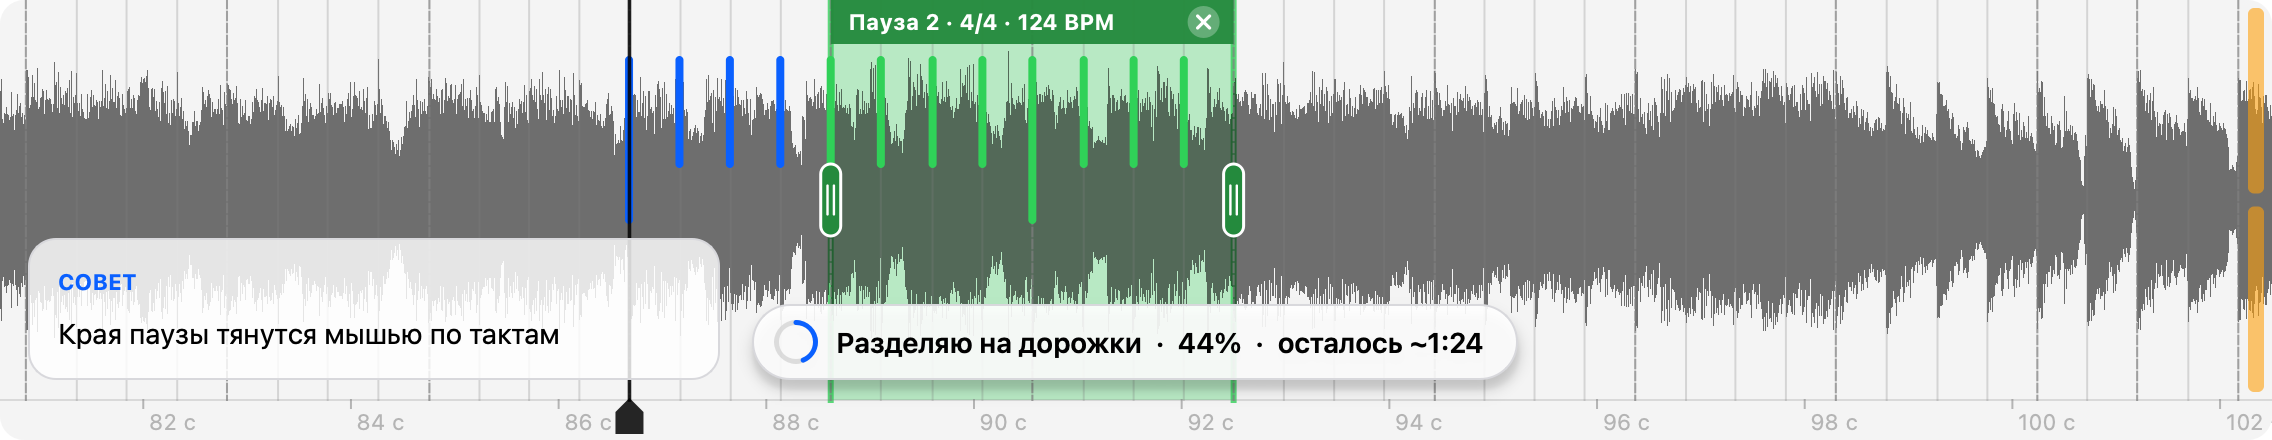 Пауза 2 · 4/4 · 124 BPM
СОВЕТ
Края паузы тянутся мышью по тактам
Разделяю на дорожки · 44% · осталось ~1:24
82 с 84 с 86 с 88 с 90 с 92 с 94 с 96 с 98 с 100 с 102